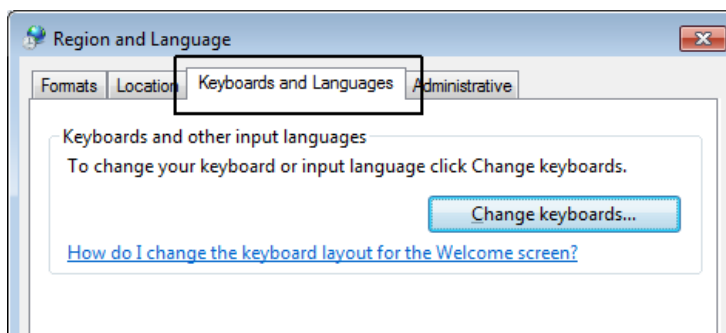 Region and Language
Formats Location Keyboards and Languages Administrative
Keyboards and other input languages
To change your keyboard or input language click Change keyboards.
Change keyboards...
How do I change the keyboard layout for the Welcome screen?